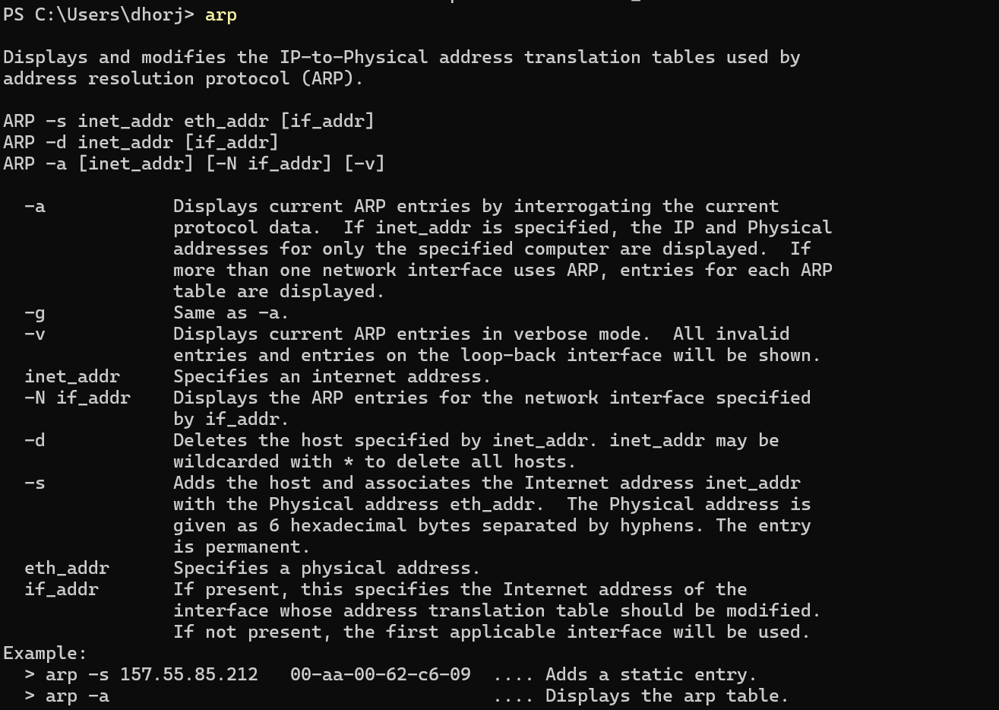 PS C:\Users\dhorj> arp
Displays and modifies the IP-to-Physical address translation tables used by
address resolution protocol (ARP).
ARP -s inet_addr eth_addr [if_addr]
ARP -d inet_addr [if_addr]
ARP -a [inet_addr] [-N if_addr] [-v]
-a            Displays current ARP entries by interrogating the current
protocol data.  If inet_addr is specified, the IP and Physical
addresses for only the specified computer are displayed.  If
more than one network interface uses ARP, entries for each ARP
table are displayed.
-g            Same as -a.
-v            Displays current ARP entries in verbose mode.  All invalid
entries and entries on the loop-back interface will be shown.
inet_addr     Specifies an internet address.
-N if_addr    Displays the ARP entries for the network interface specified
by if_addr.
-d            Deletes the host specified by inet_addr. inet_addr may be
wildcarded with * to delete all hosts.
-s            Adds the host and associates the Internet address inet_addr
with the Physical address eth_addr.  The Physical address is
given as 6 hexadecimal bytes separated by hyphens. The entry
is permanent.
eth_addr      Specifies a physical address.
if_addr       If present, this specifies the Internet address of the
interface whose address translation table should be modified.
If not present, the first applicable interface will be used.
Example:
> arp -s 157.55.85.212   00-aa-00-62-c6-09  .... Adds a static entry.
> arp -a                                    .... Displays the arp table.